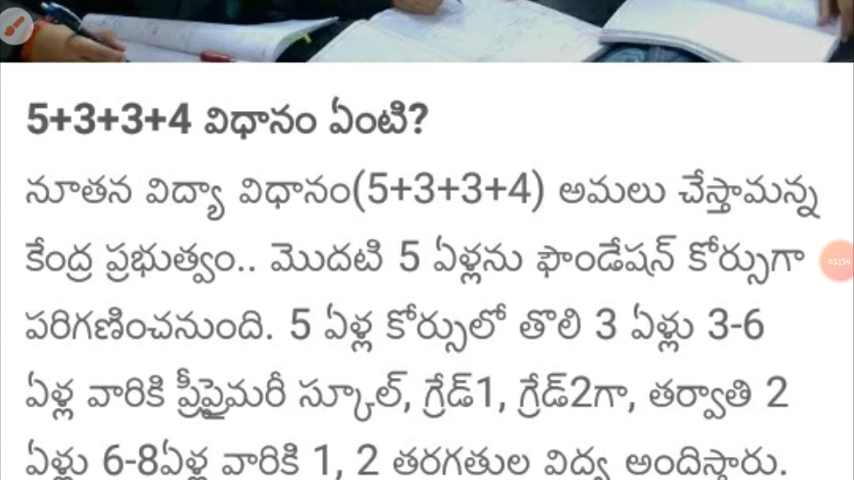 5+3+3+4 విధానం ఏంటి?
నూతన విద్యా విధానం(5+3+3+4) అమలు చేస్తామన్న
కేంద్ర ప్రభుత్వం.. మొదటి 5 ఏళ్లను ఫౌండేషన్ కోర్సుగా
పరిగణించనుంది. 5 ఏళ్ల కోర్సులో తొలి 3 ఏళ్లు 3-6
ఏళ్ల వారికి ప్రీప్రైమరీ స్కూల్, గ్రేడ్1, గ్రేడ్2గా, తర్వాతి 2
ఏళ్లు 6-8ఏళ్ల వారికి 1, 2 తరగతుల విద్య అందిస్తారు.
01:34